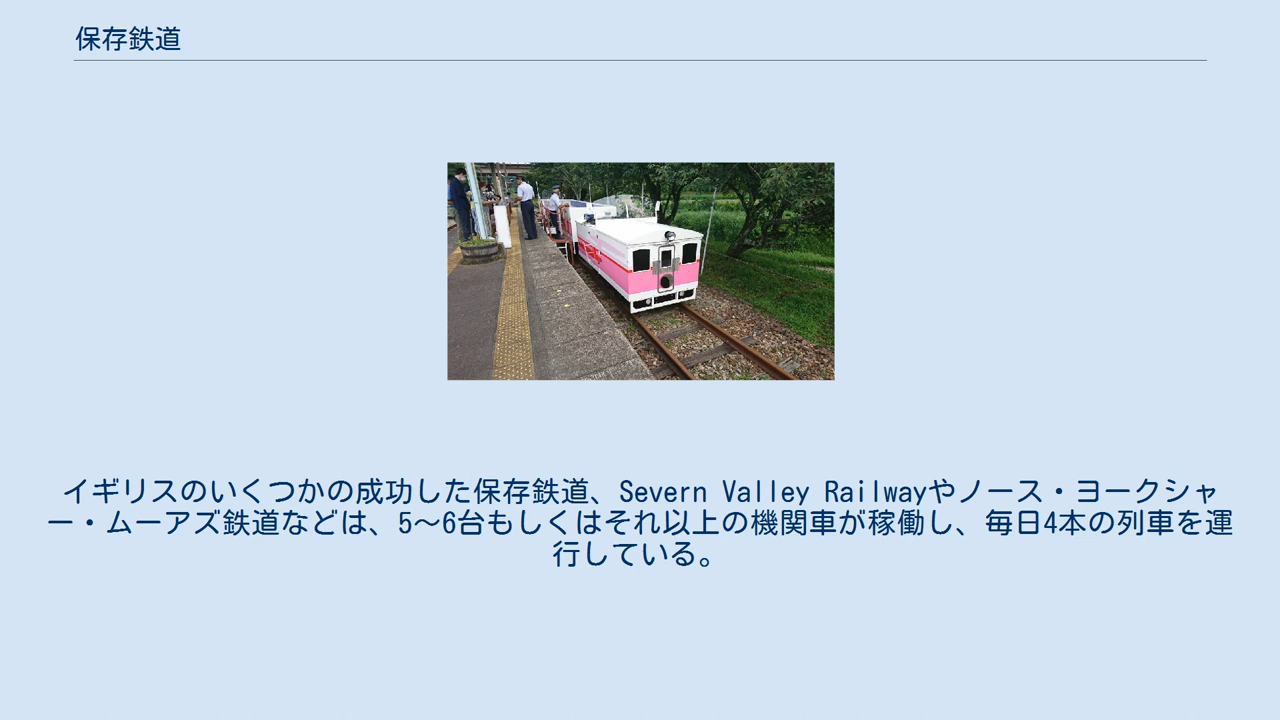 保存鉄道
イギリスのいくつかの成功した保存鉄道、Severn Valley Railwayやノース・ヨークシャ
ー・ムーアズ鉄道などは、5～6台もしくはそれ以上の機関車が稼働し、毎日4本の列車を運
行している。